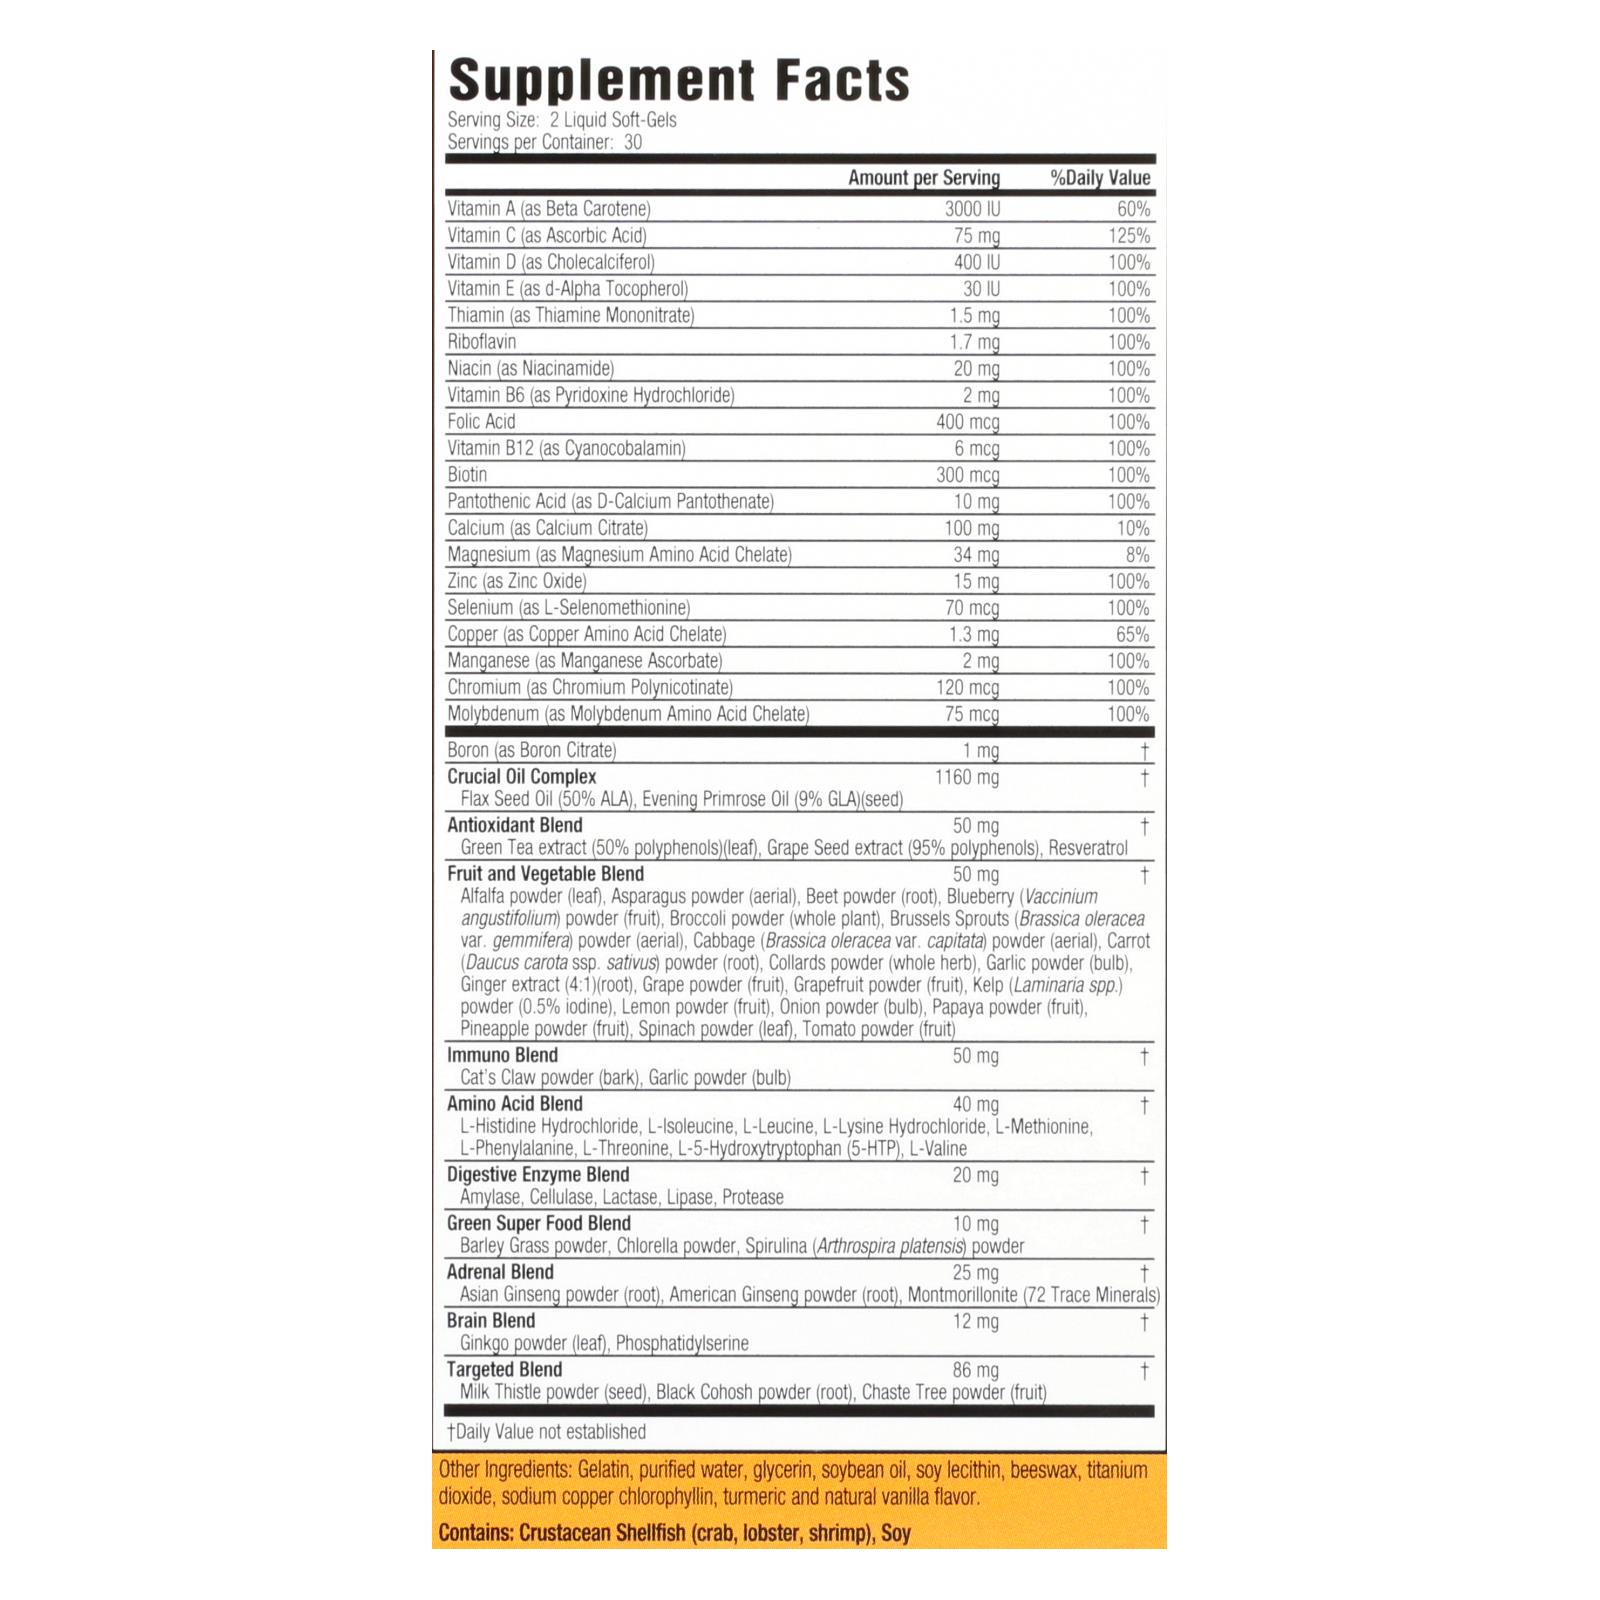 Supplement Facts
Serving Size: 2 Liquid Soft-Gels
Servings per Container: 30
Amount per Serving %Daily Value
Vitamin A (as Beta Carotene) 3000 IU 60%
Vitamin C (as Ascorbic Acid) 75 mg 125%
Vitamin D (as Cholecalciferol) 400 IU 100%
Vitamin E (as d-Alpha Tocopherol) 30 IU 100%
Thiamin (as Thiamine Mononitrate) 1.5 mg 100%
Riboflavin 1.7 mg 100%
Niacin (as Niacinamide) 20 mg 100%
Vitamin B6 (as Pyridoxine Hydrochloride) 2 mg 100%
Folic Acid 400 mcg 100%
Vitamin B12 (as Cyanocobalamin) 6 mcg 100%
Biotin 300 mcg 100%
Pantothenic Acid (as D-Calcium Pantothenate) 10 mg 100%
Calcium (as Calcium Citrate) 100 mg 10%
Magnesium (as Magnesium Amino Acid Chelate) 34 mg 8%
Zinc (as Zinc Oxide) 15 mg 100%
Selenium (as L-Selenomethionine) 70 mcg 100%
Copper (as Copper Amino Acid Chelate) 1.3 mg 65%
Manganese (as Manganese Ascorbate) 2 mg 100%
Chromium (as Chromium Polynicotinate) 120 mcg 100%
Molybdenum (as Molybdenum Amino Acid Chelate) 75 mcg 100%
Boron (as Boron Citrate) 1 mg †
Crucial Oil Complex 1160 mg †
Flax Seed Oil (50% ALA), Evening Primrose Oil (9% GLA)(seed)
Antioxidant Blend 50 mg †
Green Tea extract (50% polyphenols)(leaf), Grape Seed extract (95% polyphenols), Resveratrol
Fruit and Vegetable Blend 50 mg †
Alfalfa powder (leaf), Asparagus powder (aerial), Beet powder (root), Blueberry (Vaccinium
angustifolium) powder (fruit), Broccoli powder (whole plant), Brussels Sprouts (Brassica oleracea
var. gemmifera) powder (aerial), Cabbage (Brassica oleracea var. capitata) powder (aerial), Carrot
(Daucus carota ssp. sativus) powder (root), Collards powder (whole herb), Garlic powder (bulb),
Ginger extract (4:1)(root), Grape powder (fruit), Grapefruit powder (fruit), Kelp (Laminaria spp.)
powder (0.5% iodine), Lemon powder (fruit), Onion powder (bulb), Papaya powder (fruit),
Pineapple powder (fruit), Spinach powder (leaf), Tomato powder (fruit)
Immuno Blend 50 mg †
Cat's Claw powder (bark), Garlic powder (bulb)
Amino Acid Blend 40 mg †
L-Histidine Hydrochloride, L-Isoleucine, L-Leucine, L-Lysine Hydrochloride, L-Methionine,
L-Phenylalanine, L-Threonine, L-5-Hydroxytryptophan (5-HTP), L-Valine
Digestive Enzyme Blend 20 mg †
Amylase, Cellulase, Lactase, Lipase, Protease
Green Super Food Blend 10 mg †
Barley Grass powder, Chlorella powder, Spirulina (Arthrospira platensis) powder
Adrenal Blend 25 mg †
Asian Ginseng powder (root), American Ginseng powder (root), Montmorillonite (72 Trace Minerals)
Brain Blend 12 mg †
Ginkgo powder (leaf), Phosphatidylserine
Targeted Blend 86 mg †
Milk Thistle powder (seed), Black Cohosh powder (root), Chaste Tree powder (fruit)
†Daily Value not established
Other Ingredients: Gelatin, purified water, glycerin, soybean oil, soy lecithin, beeswax, titanium
dioxide, sodium copper chlorophyllin, turmeric and natural vanilla flavor.
Contains: Crustacean Shellfish (crab, lobster, shrimp), Soy